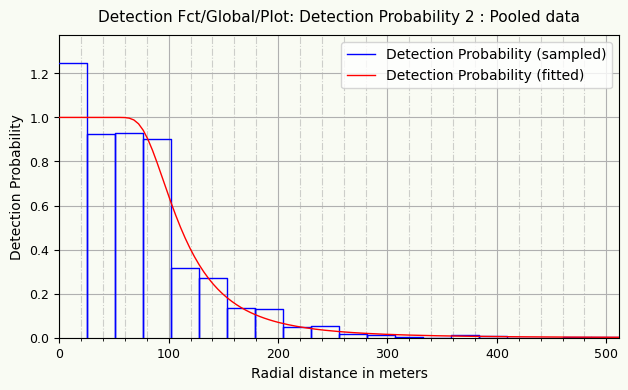 Detection Fct/Global/Plot: Detection Probability 2 : Pooled data
Detection Probability (sampled)
Detection Probability (fitted)
Detection Probability
1.2
1.0
0.8
0.6
0.4
0.2
0.0
0 100 200 300 400 500
Radial distance in meters